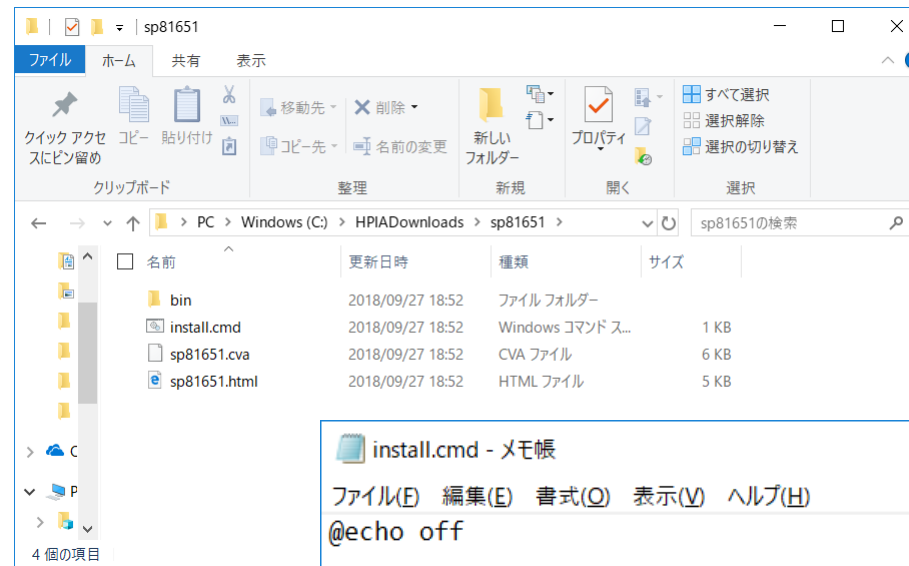 sp81651
ファイル ホーム 共有 表示
クイック アクセスにピン留め
コピー
貼り付け
移動先
コピー先
削除
名前の変更
新しい
フォルダー
プロパティ
すべて選択
選択解除
選択の切り替え
クリップボード 整理 新規 開く 選択
PC > Windows (C:) > HPIADownloads > sp81651 >
sp81651の検索
名前 更新日時 種類 サイズ
bin 2018/09/27 18:52 ファイル フォルダー
install.cmd 2018/09/27 18:52 Windows コマンド ス... 1 KB
sp81651.cva 2018/09/27 18:52 CVA ファイル 6 KB
sp81651.html 2018/09/27 18:52 HTML ファイル 5 KB
4 個の項目
install.cmd - メモ帳
ファイル(F) 編集(E) 書式(O) 表示(V) ヘルプ(H)
@echo off